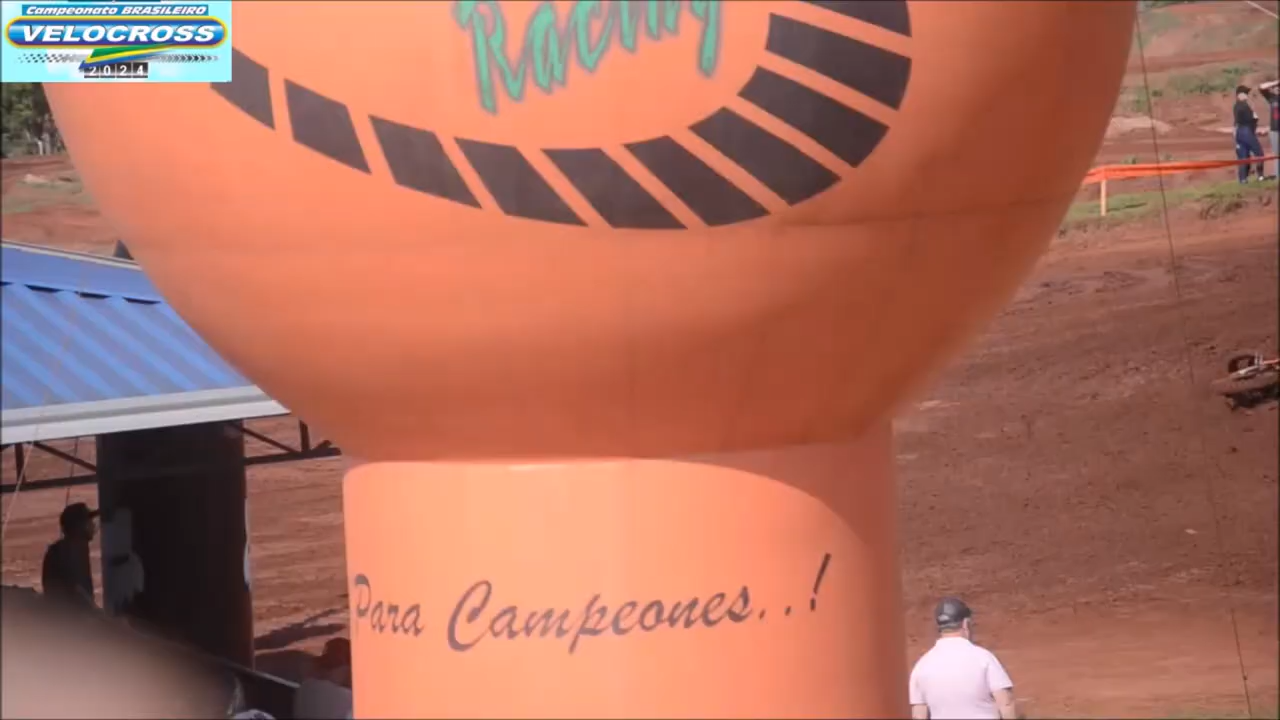 Campeonato BRASILEIRO
VELOCROSS
2024
Racing
Para Campeones..!